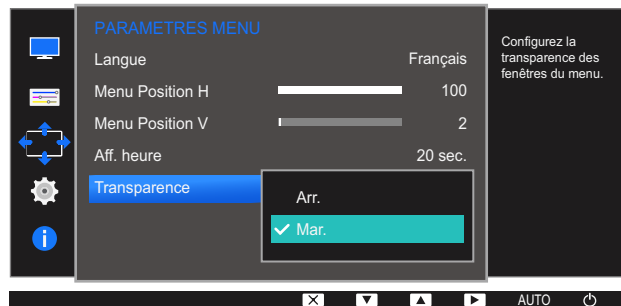 PARAMETRES MENU
Langue Français
Menu Position H 100
Menu Position V 2
Aff. heure 20 sec.
Transparence
Arr.
Mar.
Configurez la
transparence des
fenêtres du menu.
AUTO